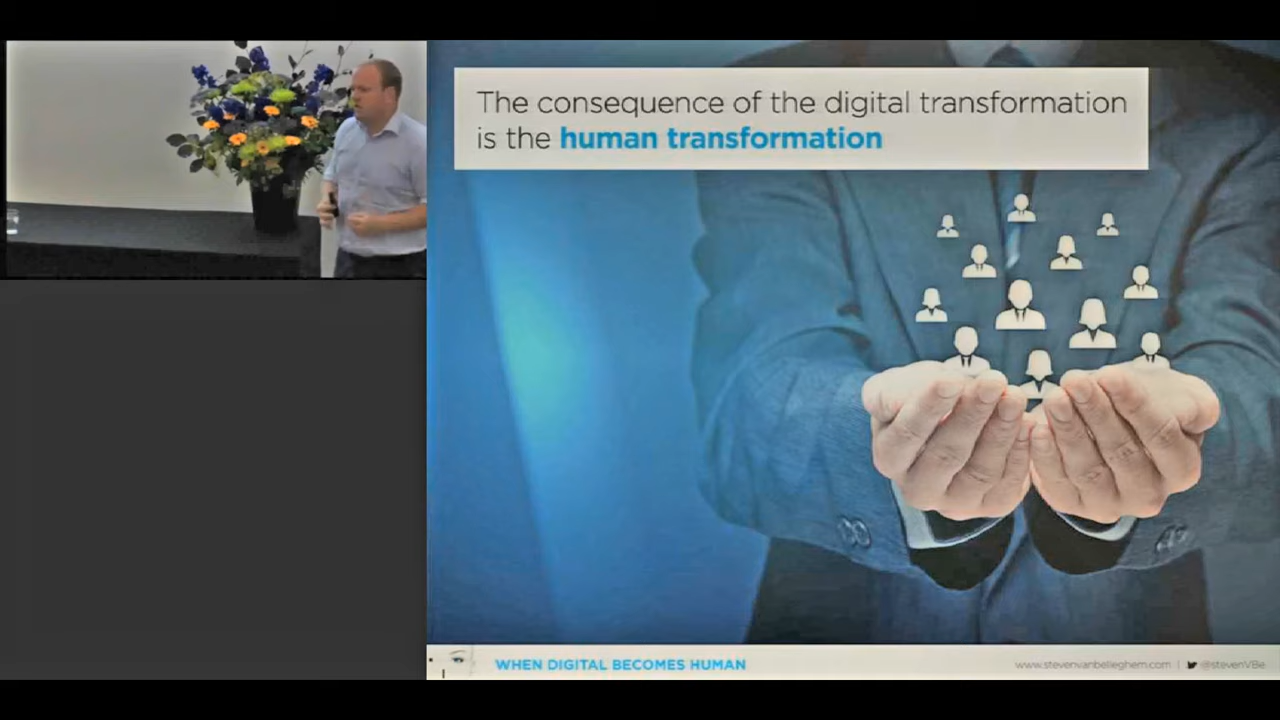 The consequence of the digital transformation
is the human transformation
WHEN DIGITAL BECOMES HUMAN
www.stevenvanbelleghem.com | @stevenVBe